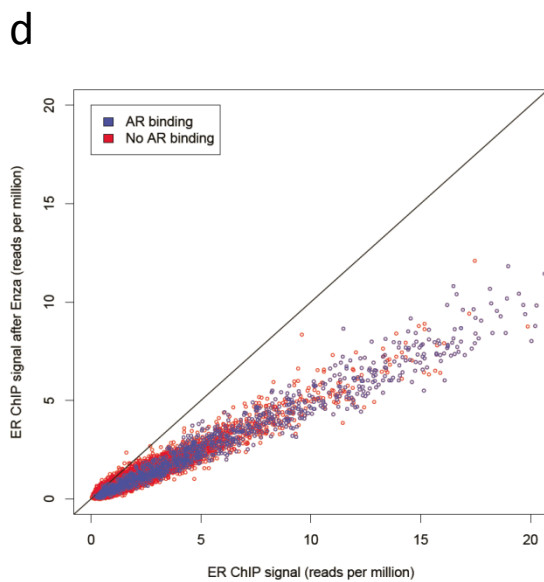 d
AR binding
No AR binding
ER ChIP signal after Enza (reads per million)
20
15
10
5
0
0 5 10 15 20
ER ChIP signal (reads per million)